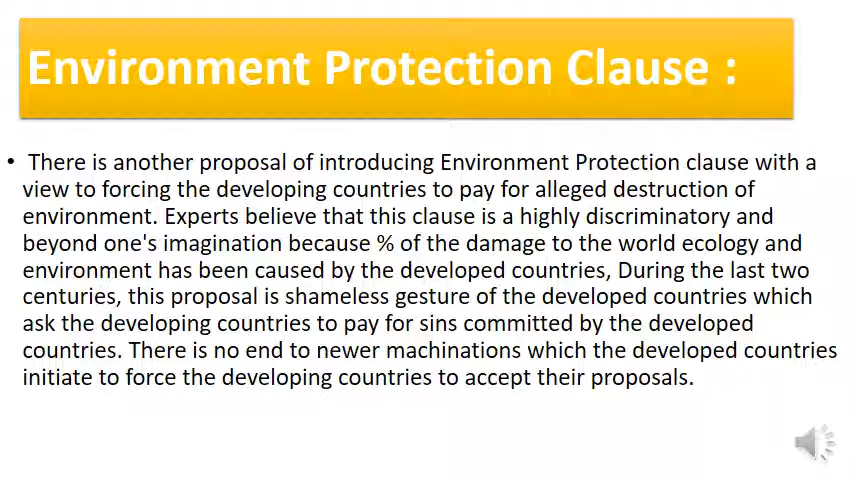 Environment Protection Clause :
• There is another proposal of introducing Environment Protection clause with a
view to forcing the developing countries to pay for alleged destruction of
environment. Experts believe that this clause is a highly discriminatory and
beyond one's imagination because % of the damage to the world ecology and
environment has been caused by the developed countries, During the last two
centuries, this proposal is shameless gesture of the developed countries which
ask the developing countries to pay for sins committed by the developed
countries. There is no end to newer machinations which the developed countries
initiate to force the developing countries to accept their proposals.